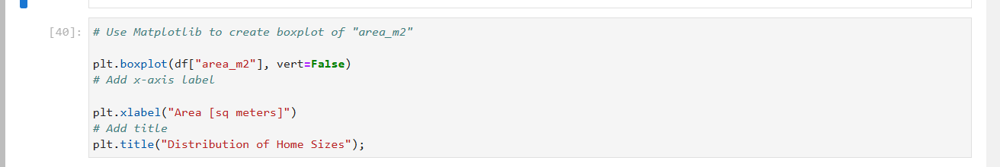 [40]:
# Use Matplotlib to create boxplot of "area_m2"
plt.boxplot(df["area_m2"], vert=False)
# Add x-axis label
plt.xlabel("Area [sq meters]")
# Add title
plt.title("Distribution of Home Sizes");